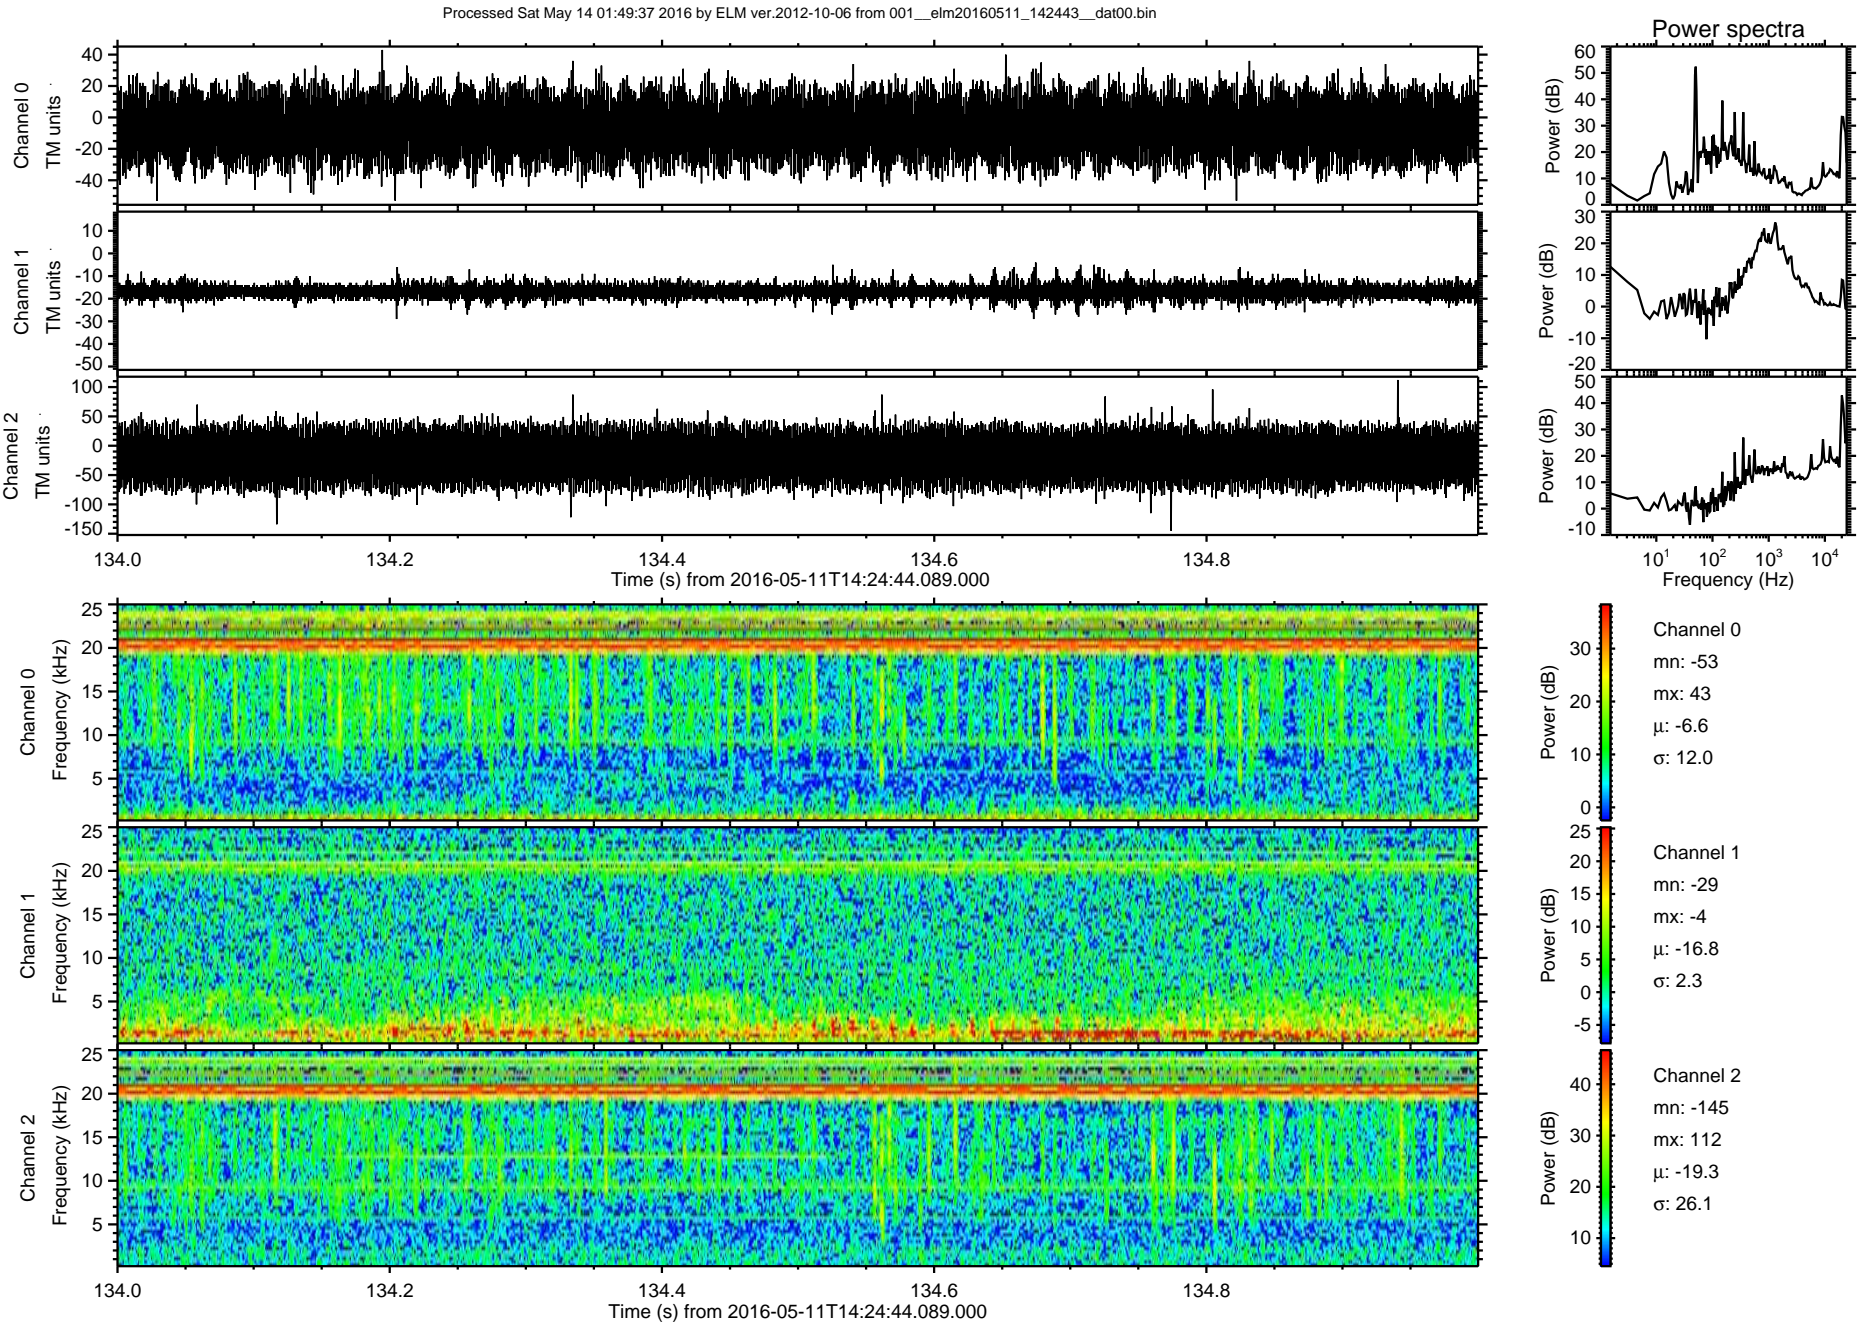 Processed Sat May 14 01:49:37 2016 by ELM ver.2012-10-06 from 001__elm20160511_142443__dat00.bin
Power spectra
Channel 0
TM units
40
20
0
-20
-40
Power (dB)
60
50
40
30
20
10
0
Channel 1
TM units
10
0
-10
-20
-30
-40
-50
Power (dB)
30
20
10
0
-10
-20
Channel 2
TM units
100
50
0
-50
-100
-150
Power (dB)
50
40
30
20
10
0
-10
134.0 134.2 134.4 134.6 134.8
Time (s) from 2016-05-11T14:24:44.089.000
10¹ 10² 10³ 10⁴
Frequency (Hz)
Channel 0
Frequency (kHz)
25
20
15
10
5
Power (dB)
30
20
10
0
Channel 0
mn: -53
mx: 43
μ: -6.6
σ: 12.0
Channel 1
Frequency (kHz)
25
20
15
10
5
Power (dB)
25
20
15
10
5
0
-5
Channel 1
mn: -29
mx: -4
μ: -16.8
σ: 2.3
Channel 2
Frequency (kHz)
25
20
15
10
5
Power (dB)
40
30
20
10
Channel 2
mn: -145
mx: 112
μ: -19.3
σ: 26.1
134.0 134.2 134.4 134.6 134.8
Time (s) from 2016-05-11T14:24:44.089.000